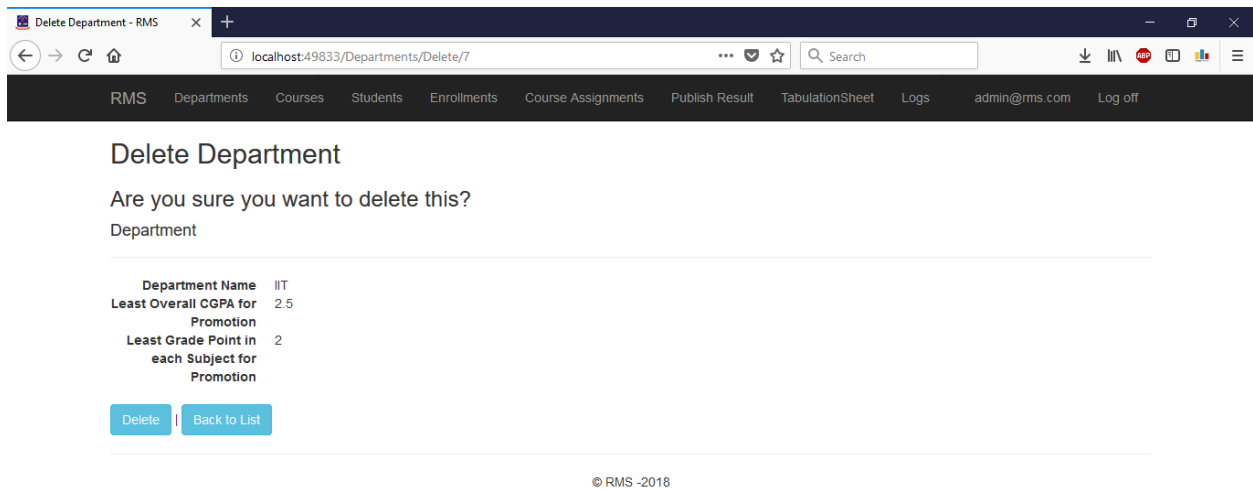 Delete Department - RMS
localhost:49833/Departments/Delete/7
Search
ABP
RMS Departments Courses Students Enrollments Course Assignments Publish Result TabulationSheet Logs admin@rms.com Log off
Delete Department
Are you sure you want to delete this?
Department
Department Name IIT
Least Overall CGPA for 2.5
Promotion
Least Grade Point in 2
each Subject for
Promotion
Delete | Back to List
© RMS -2018